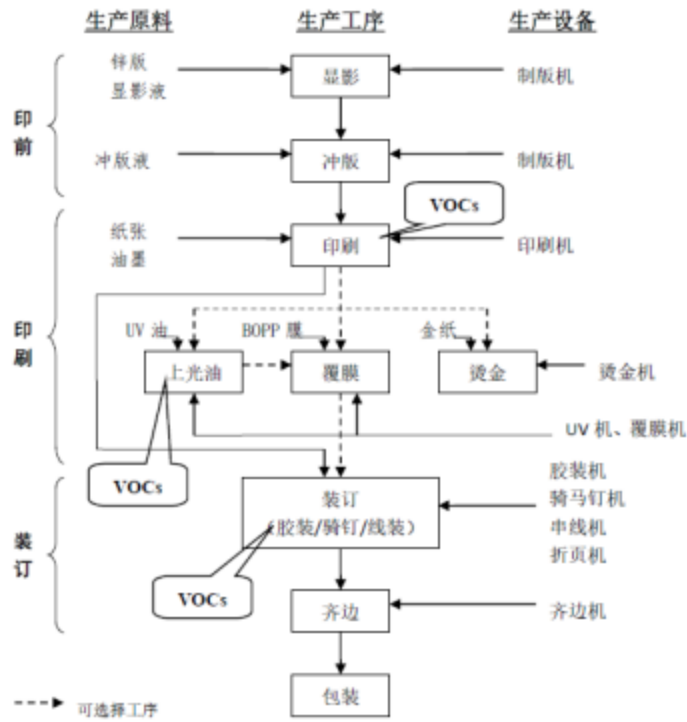 生产原料 生产工序 生产设备
锌版
显影液
显影
制版机
印前
冲版液
冲版
制版机
VOCs
纸张
油墨
印刷
印刷机
印刷
UV 油
BOPP 膜
金纸
上光油
覆膜
烫金
烫金机
UV 机、覆膜机
VOCs
装订
(胶装/骑钉/线装)
胶装机
骑马钉机
串线机
折页机
装订
VOCs
齐边
齐边机
包装
可选择工序